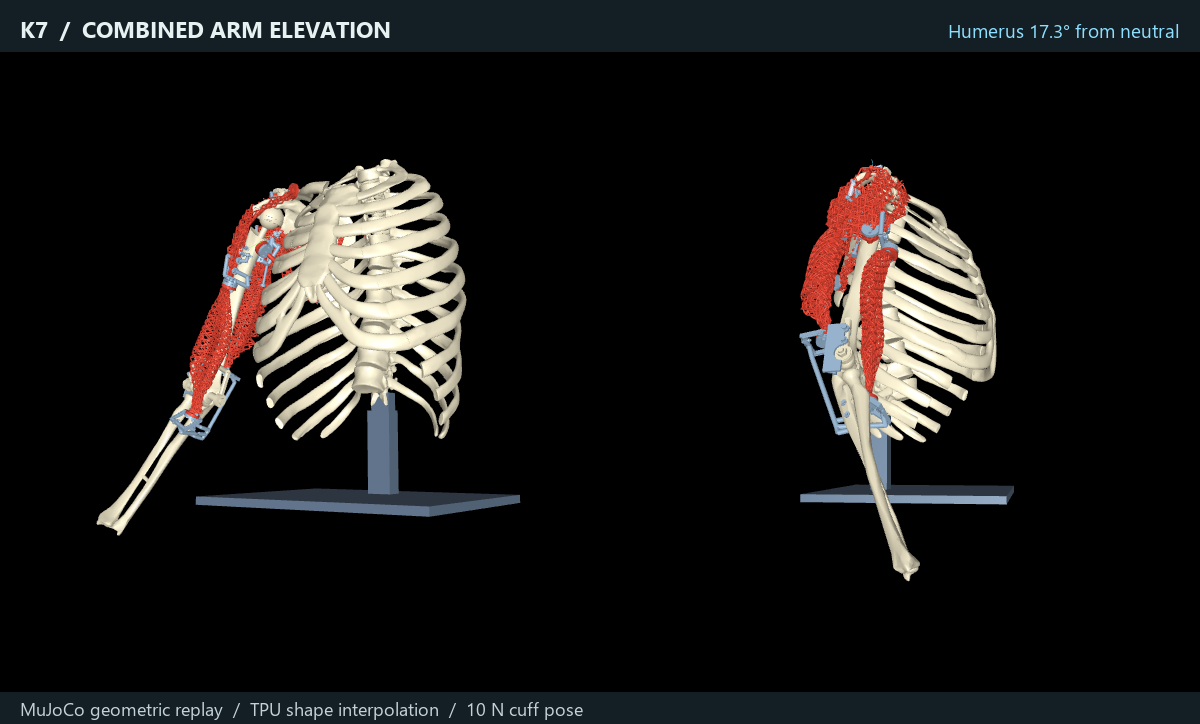 K7 / COMBINED ARM ELEVATION
Humerus 17.3° from neutral
MuJoCo geometric replay / TPU shape interpolation / 10 N cuff pose